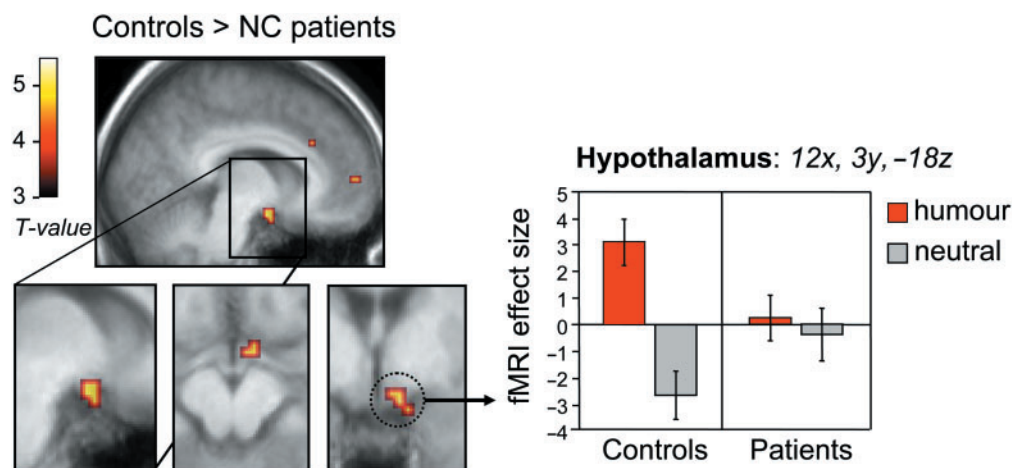 Controls > NC patients
5
4
3
T-value
Hypothalamus: 12x, 3y, –18z
5
4
3
2
1
0
–1
–2
–3
–4
fMRI effect size
Controls
Patients
humour
neutral